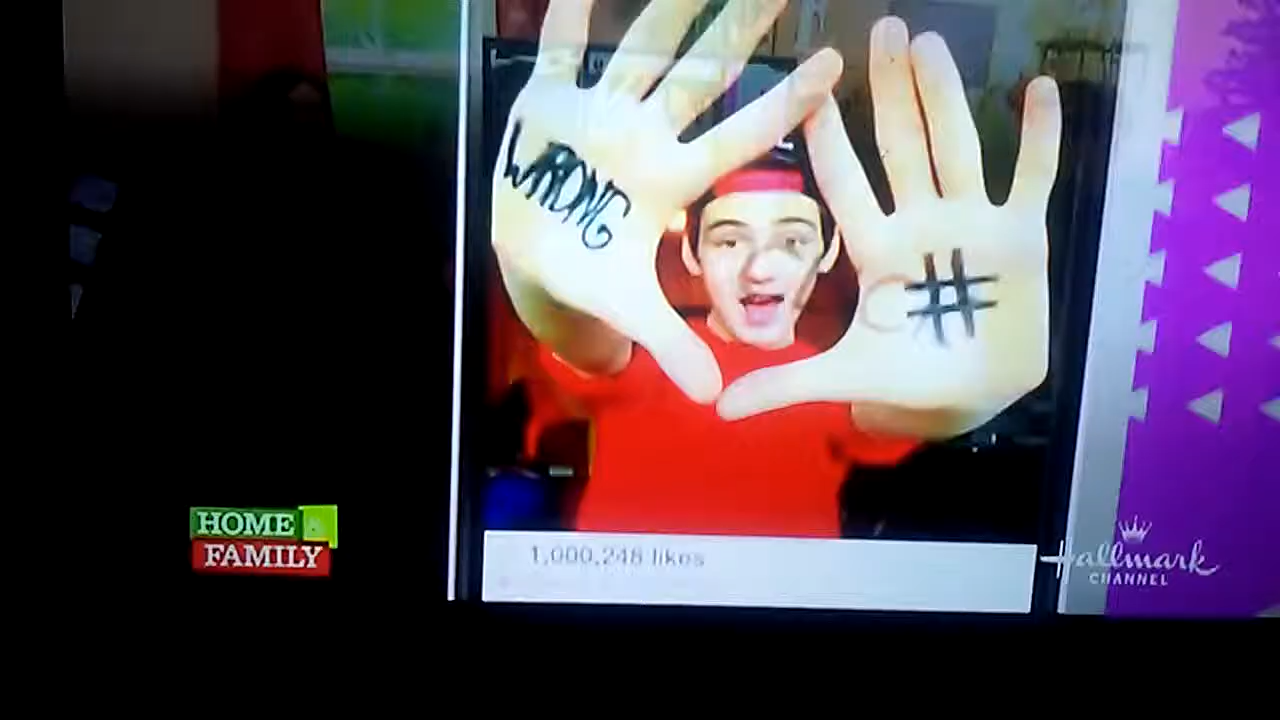 WRONG
#
1,000,248 likes
HOME &
FAMILY
Hallmark
CHANNEL